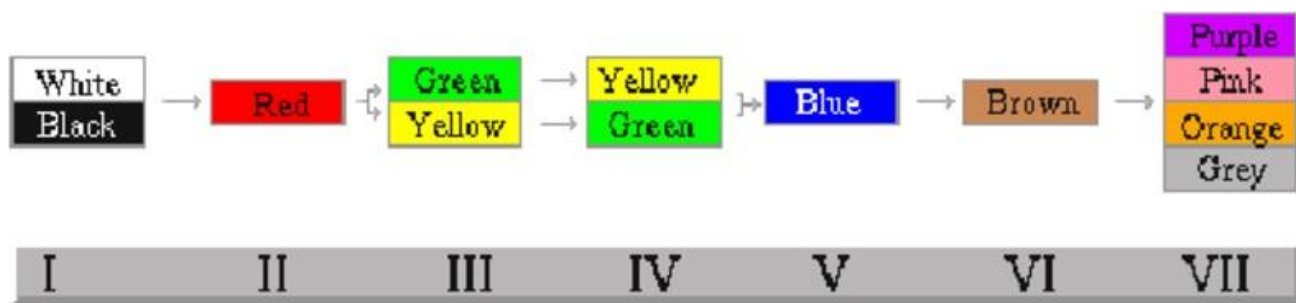 White
Black
Red
Green
Yellow
Yellow
Green
Blue
Brown
Purple
Pink
Orange
Grey
I II III IV V VI VII